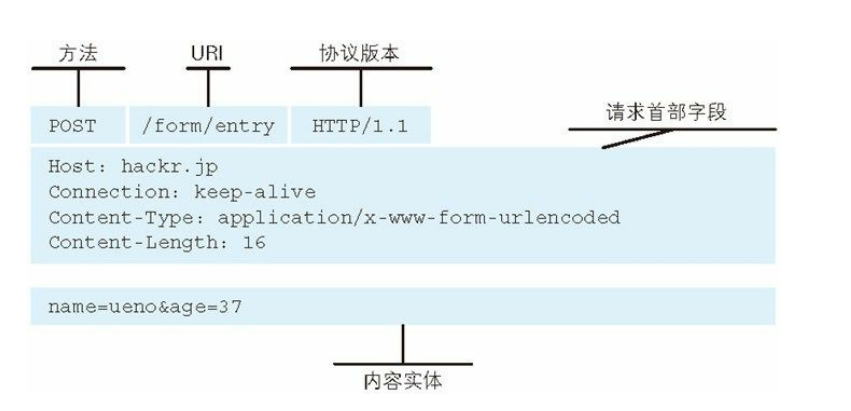 方法 URI 协议版本
POST /form/entry HTTP/1.1
请求首部字段
Host: hackr.jp
Connection: keep-alive
Content-Type: application/x-www-form-urlencoded
Content-Length: 16
name=ueno&age=37
内容实体